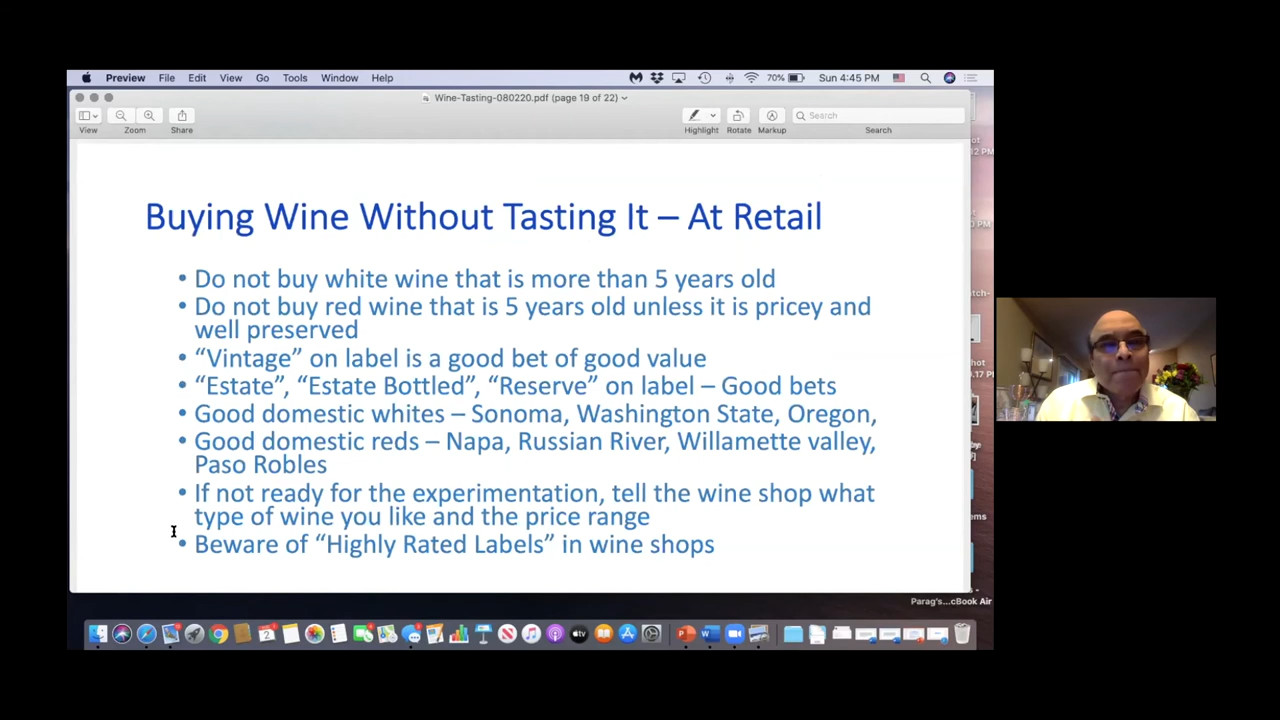 Preview File Edit View Go Tools Window Help 70% Sun 4:45 PM
Wine-Tasting-080220.pdf (page 19 of 22)
Search
View Zoom Share Highlight Rotate Markup Search
Buying Wine Without Tasting It – At Retail
• Do not buy white wine that is more than 5 years old
• Do not buy red wine that is 5 years old unless it is pricey and
well preserved
• “Vintage” on label is a good bet of good value
• “Estate”, “Estate Bottled”, “Reserve” on label – Good bets
• Good domestic whites – Sonoma, Washington State, Oregon,
• Good domestic reds – Napa, Russian River, Willamette valley,
Paso Robles
• If not ready for the experimentation, tell the wine shop what
type of wine you like and the price range
• Beware of “Highly Rated Labels” in wine shops
Parag's...cBook Air